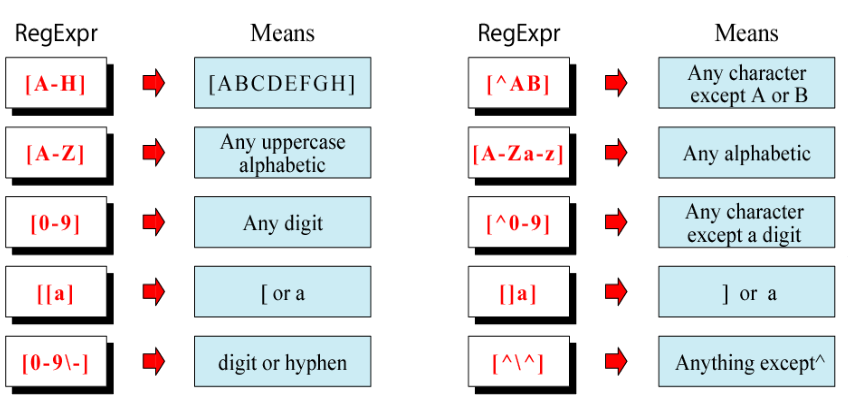 RegExpr Means
[A-H] [ABCDEFGH]
[A-Z] Any uppercase
alphabetic
[0-9] Any digit
[[a] [ or a
[0-9\-] digit or hyphen
RegExpr Means
[^AB] Any character
except A or B
[A-Za-z] Any alphabetic
[^0-9] Any character
except a digit
[]a] ] or a
[^\^] Anything except^